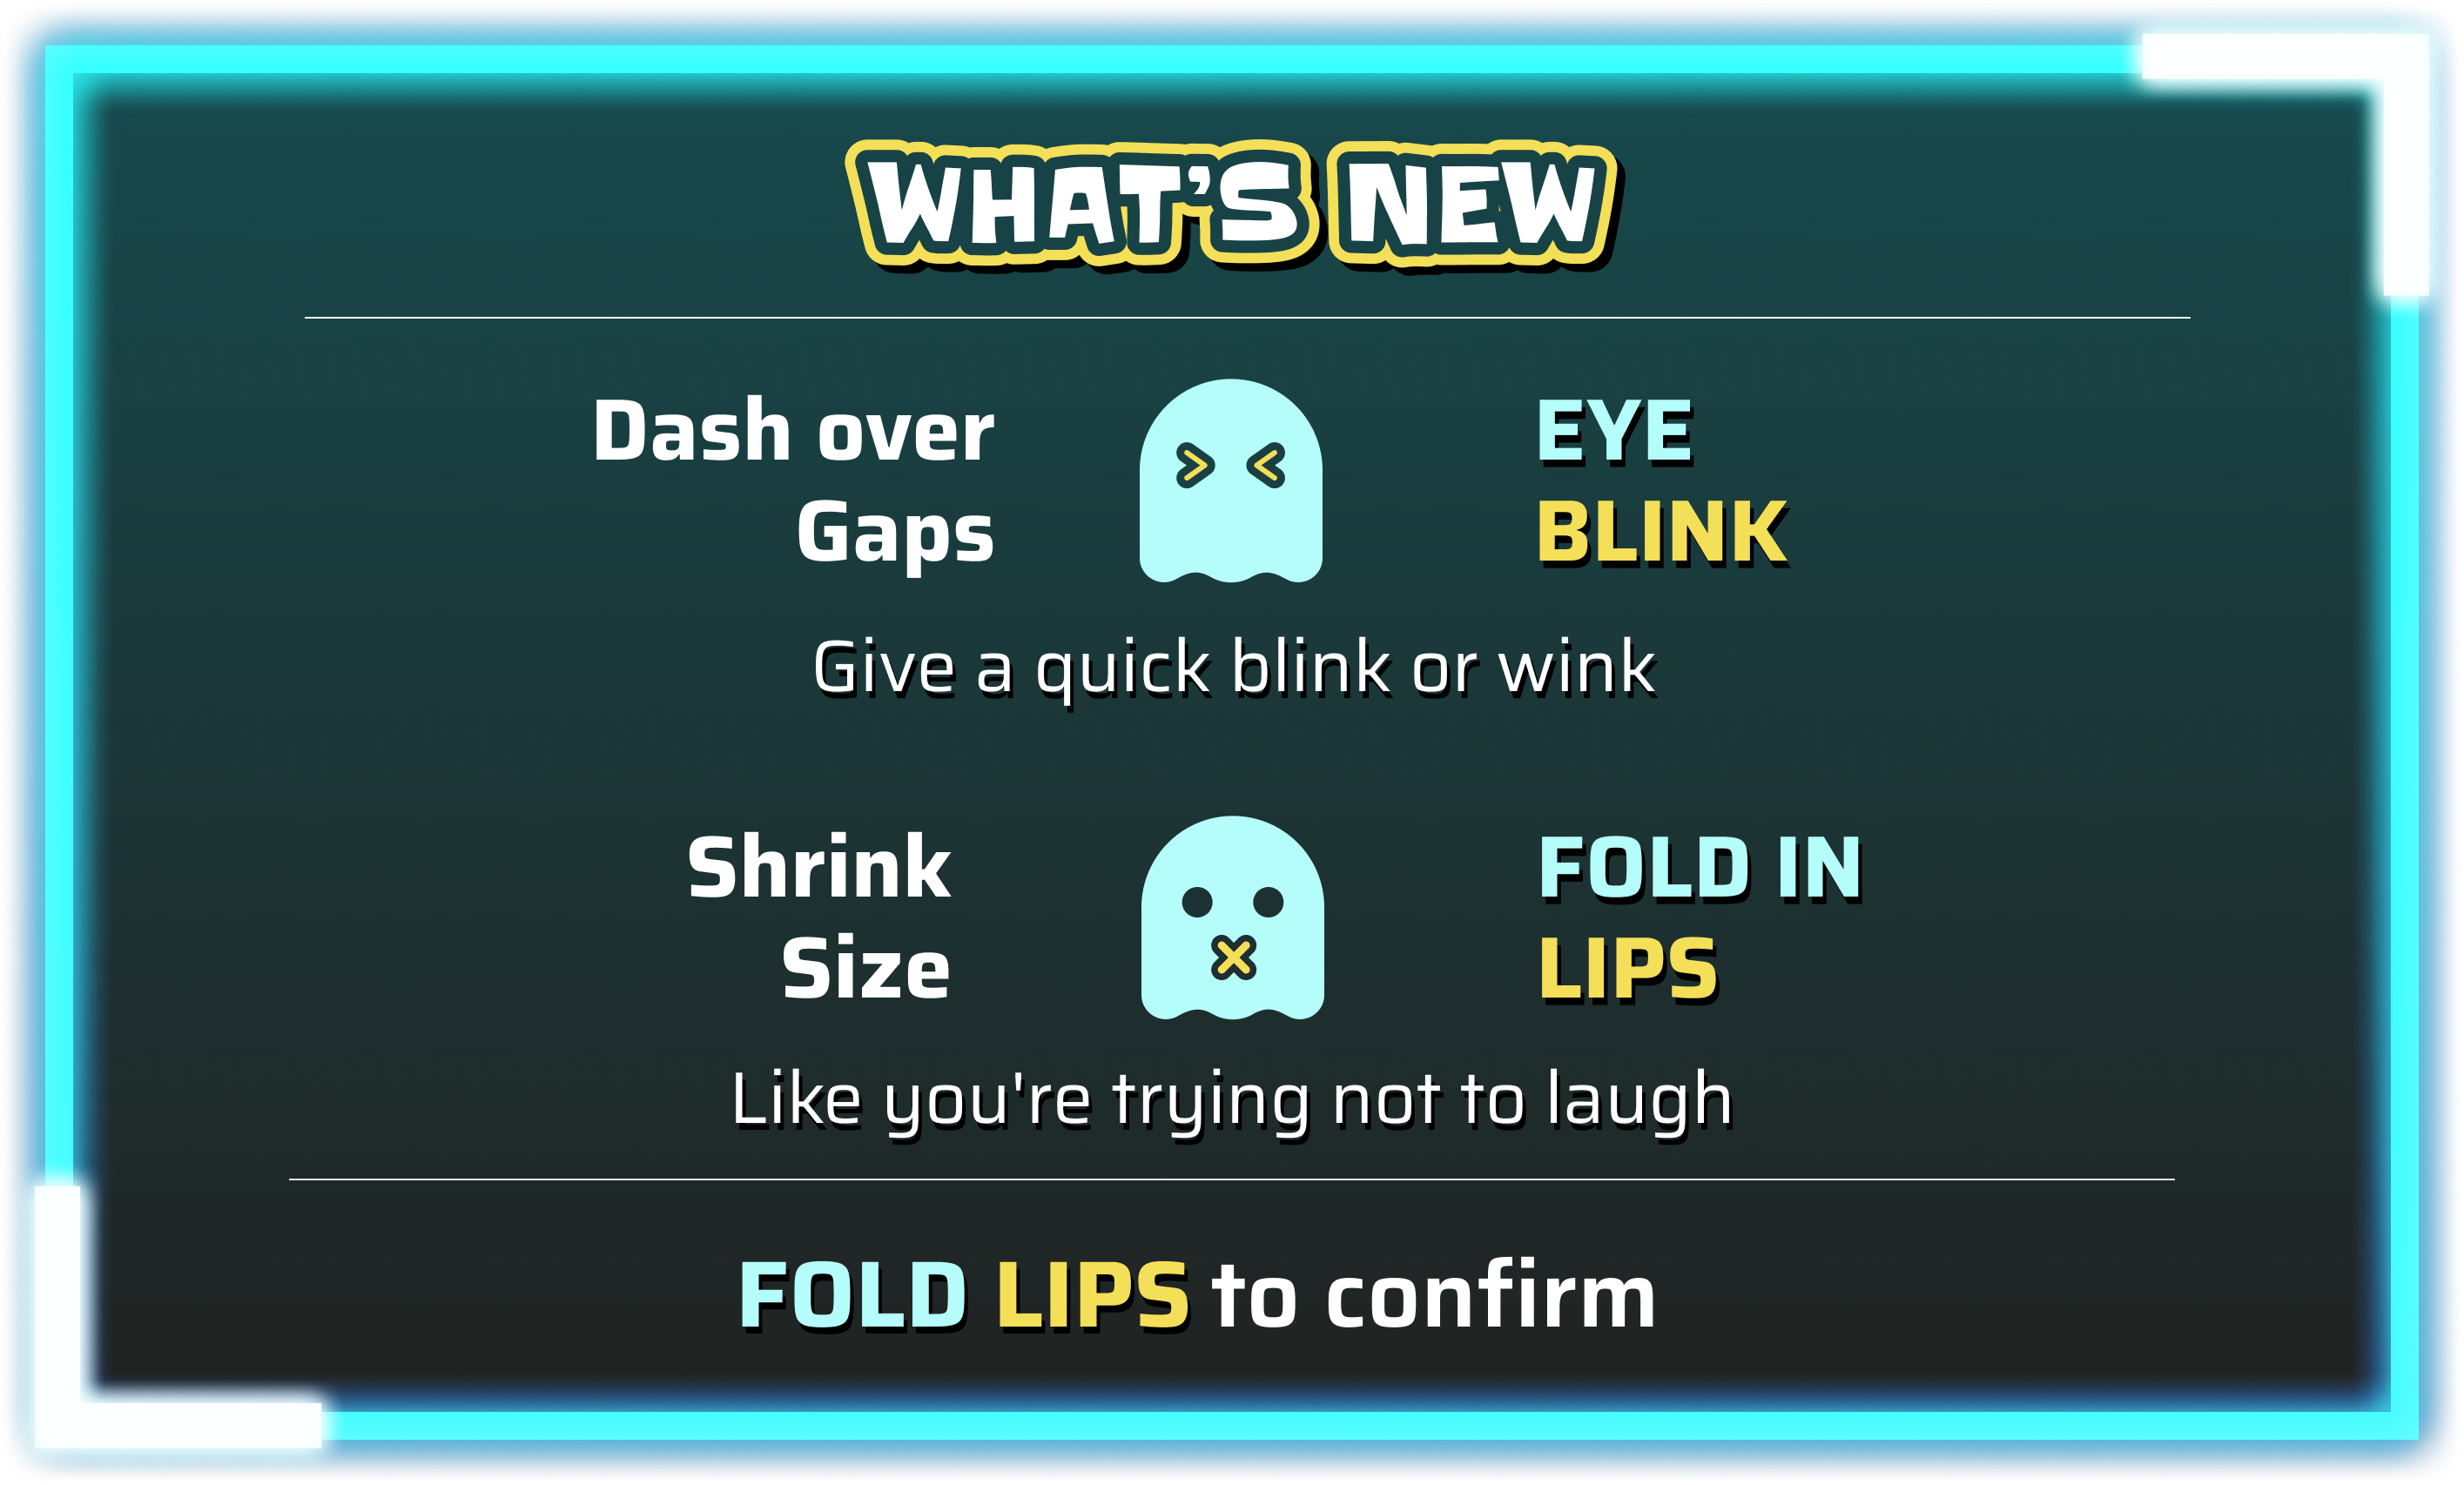 WHAT'S NEW
Dash over
Gaps
EYE
BLINK
Give a quick blink or wink
Shrink
Size
FOLD IN
LIPS
Like you're trying not to laugh
FOLD LIPS to confirm